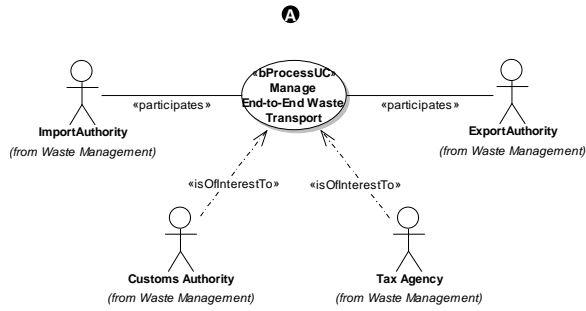 A
«bProcessUC»
Manage
End-to-End Waste
Transport
«participates»
«participates»
ImportAuthority
(from Waste Management)
ExportAuthority
(from Waste Management)
«isOfInterestTo»
«isOfInterestTo»
Customs Authority
(from Waste Management)
Tax Agency
(from Waste Management)